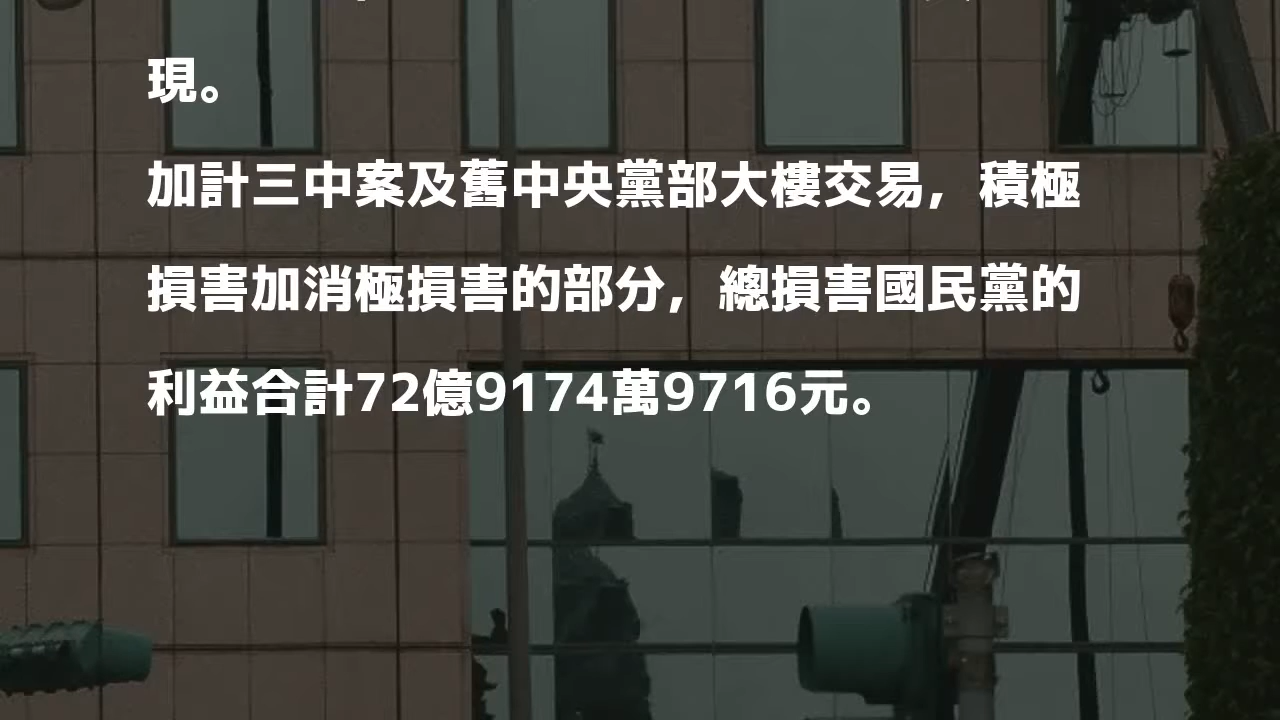 現。
加計三中案及舊中央黨部大樓交易，積極
損害加消極損害的部分，總損害國民黨的
利益合計72億9174萬9716元。